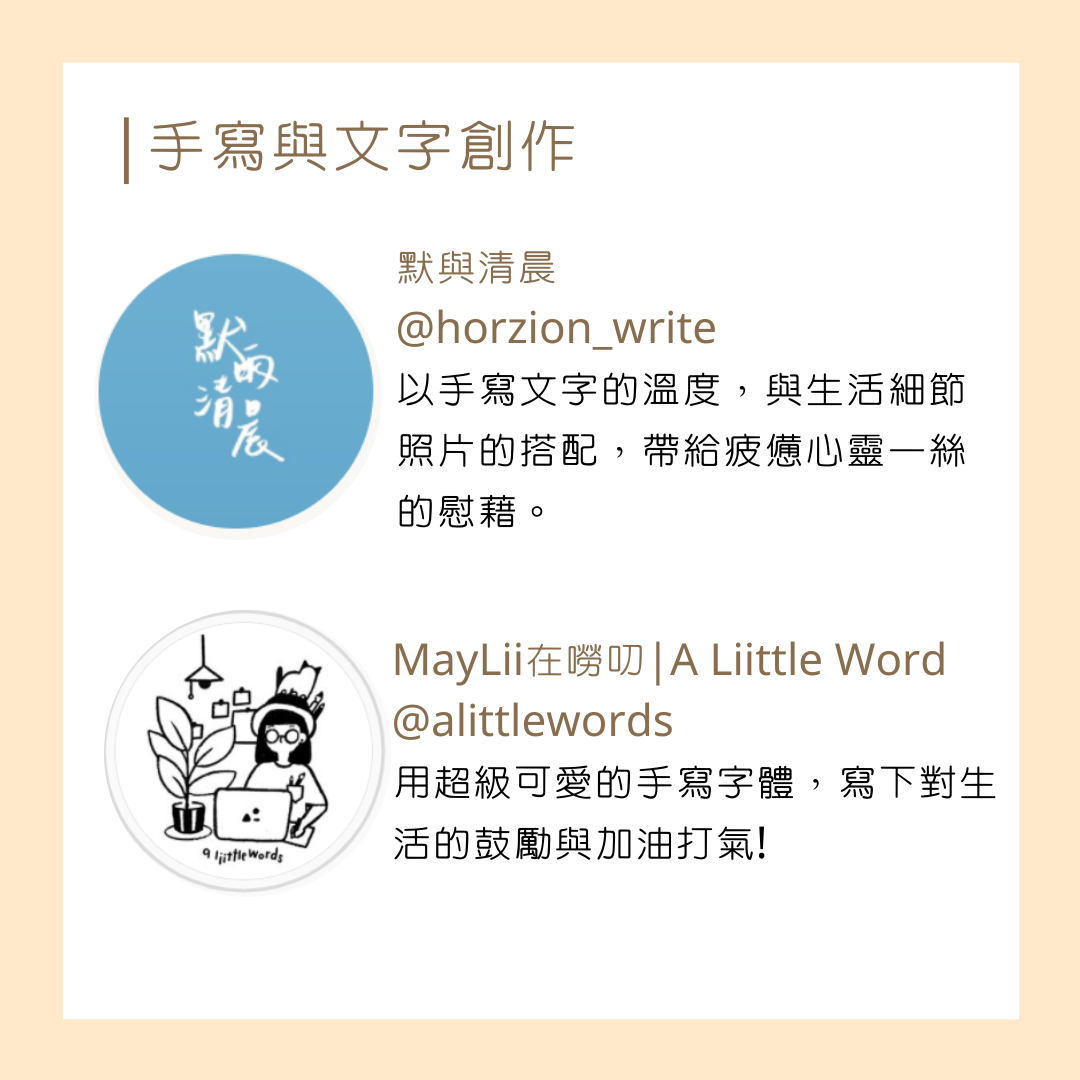 |手寫與文字創作
默的清晨
默與清晨
@horzion_write
以手寫文字的溫度，與生活細節
照片的搭配，帶給疲憊心靈一絲
的慰藉。
a liittle words
MayLii在嘮叨|A Liittle Word
@alittlewords
用超級可愛的手寫字體，寫下對生
活的鼓勵與加油打氣!